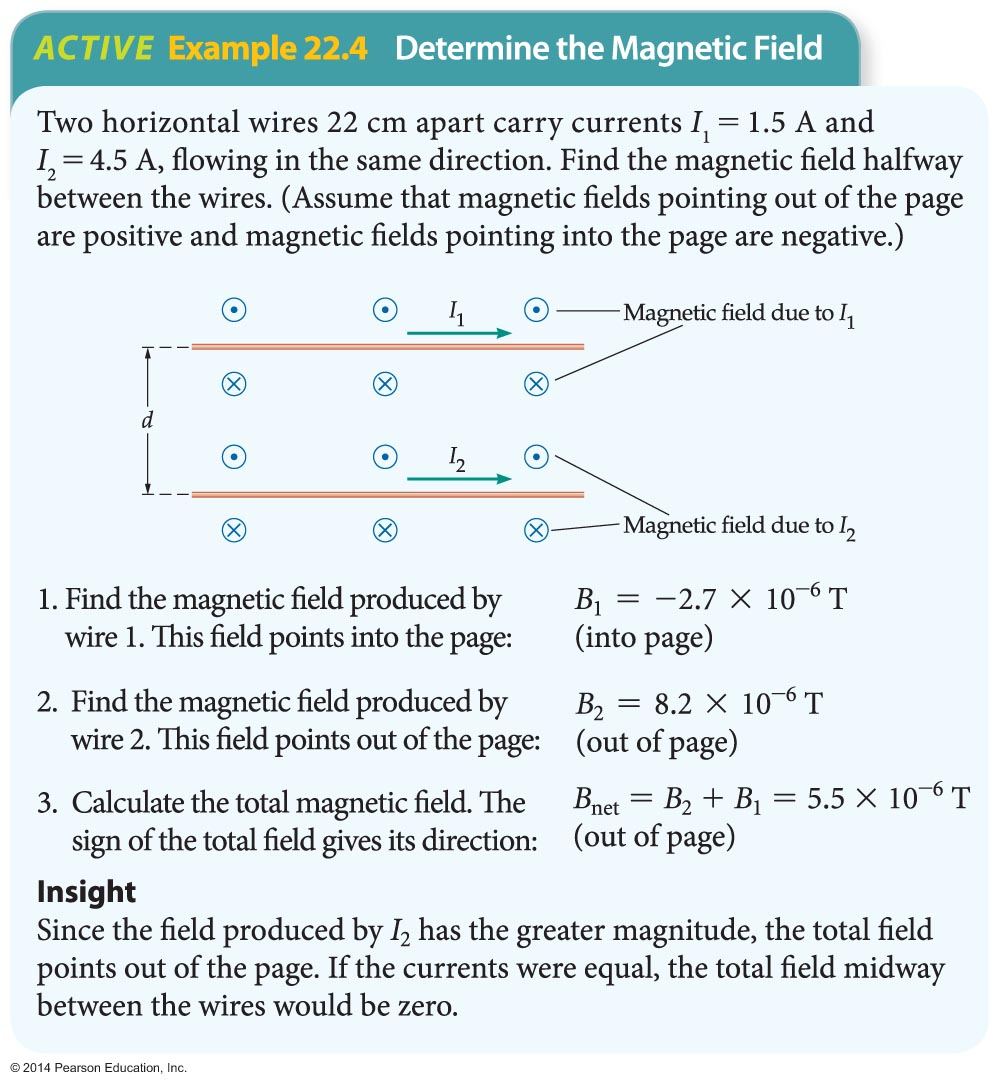 ACTIVE Example 22.4 Determine the Magnetic Field
Two horizontal wires 22 cm apart carry currents I₁ = 1.5 A and
I₂ = 4.5 A, flowing in the same direction. Find the magnetic field halfway
between the wires. (Assume that magnetic fields pointing out of the page
are positive and magnetic fields pointing into the page are negative.)
I₁
Magnetic field due to I₁
d
I₂
Magnetic field due to I₂
1. Find the magnetic field produced by
wire 1. This field points into the page:
B₁ = −2.7 × 10⁻⁶ T
(into page)
2. Find the magnetic field produced by
wire 2. This field points out of the page:
B₂ = 8.2 × 10⁻⁶ T
(out of page)
3. Calculate the total magnetic field. The
sign of the total field gives its direction:
Bnet = B₂ + B₁ = 5.5 × 10⁻⁶ T
(out of page)
Insight
Since the field produced by I₂ has the greater magnitude, the total field
points out of the page. If the currents were equal, the total field midway
between the wires would be zero.
© 2014 Pearson Education, Inc.